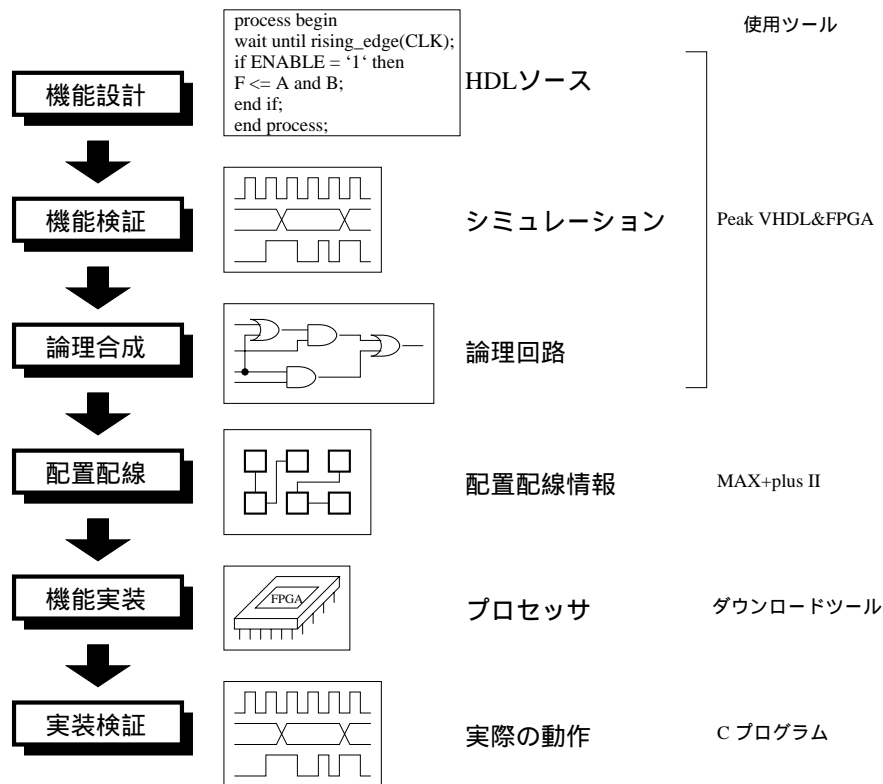 使用ツール
process begin
wait until rising_edge(CLK);
if ENABLE = ‘1‘ then
F <= A and B;
end if;
end process;
機能設計
HDLソース
機能検証
シミュレーション
Peak VHDL&FPGA
論理合成
論理回路
配置配線
配置配線情報
MAX+plus II
機能実装
FPGA
プロセッサ
ダウンロードツール
実装検証
実際の動作
C プログラム